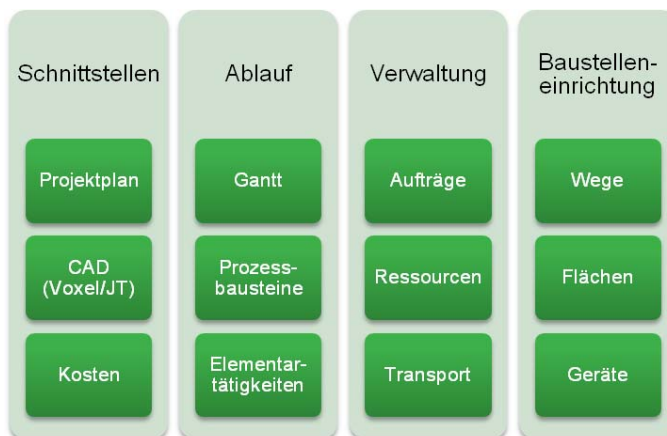 Schnittstellen
Projektplan
CAD
(Voxel/JT)
Kosten
Ablauf
Gantt
Prozess-
bausteine
Elementar-
tätigkeiten
Verwaltung
Aufträge
Ressourcen
Transport
Baustellen-
einrichtung
Wege
Flächen
Geräte